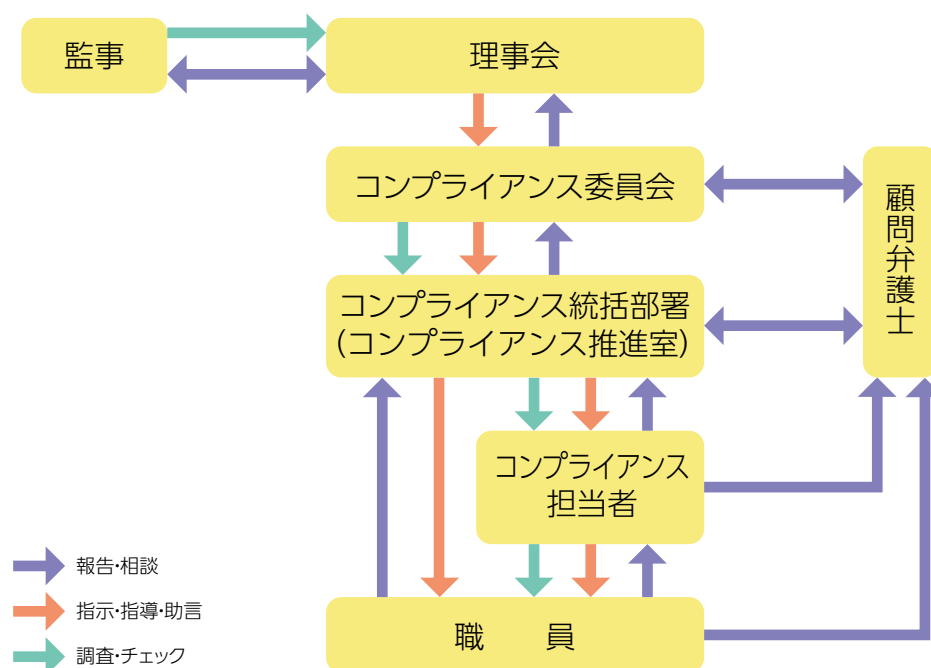 監事
理事会
コンプライアンス委員会
顧問弁護士
コンプライアンス統括部署
(コンプライアンス推進室)
コンプライアンス
担当者
職　員
報告・相談
指示・指導・助言
調査・チェック